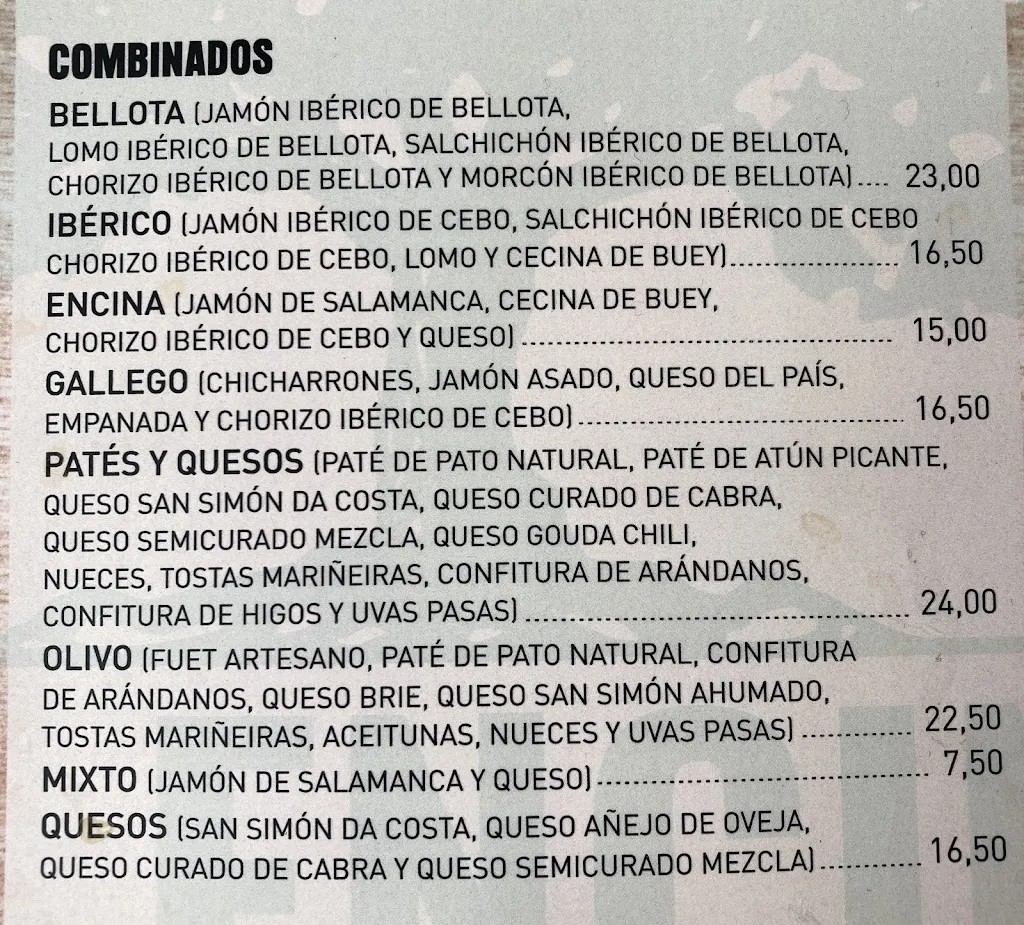 COMBINADOS
BELLOTA (JAMÓN IBÉRICO DE BELLOTA,
LOMO IBÉRICO DE BELLOTA, SALCHICHÓN IBÉRICO DE BELLOTA,
CHORIZO IBÉRICO DE BELLOTA Y MORCÓN IBÉRICO DE BELLOTA).... 23,00
IBÉRICO (JAMÓN IBÉRICO DE CEBO, SALCHICHÓN IBÉRICO DE CEBO
CHORIZO IBÉRICO DE CEBO, LOMO Y CECINA DE BUEY)..................... 16,50
ENCINA (JAMÓN DE SALAMANCA, CECINA DE BUEY,
CHORIZO IBÉRICO DE CEBO Y QUESO)............................................... 15,00
GALLEGO (CHICHARRONES, JAMÓN ASADO, QUESO DEL PAÍS,
EMPANADA Y CHORIZO IBÉRICO DE CEBO)......................................... 16,50
PATÉS Y QUESOS (PATÉ DE PATO NATURAL, PATÉ DE ATÚN PICANTE,
QUESO SAN SIMÓN DA COSTA, QUESO CURADO DE CABRA,
QUESO SEMICURADO MEZCLA, QUESO GOUDA CHILI,
NUECES, TOSTAS MARIÑEIRAS, CONFITURA DE ARÁNDANOS,
CONFITURA DE HIGOS Y UVAS PASAS)................................................ 24,00
OLIVO (FUET ARTESANO, PATÉ DE PATO NATURAL, CONFITURA
DE ARÁNDANOS, QUESO BRIE, QUESO SAN SIMÓN AHUMADO,
TOSTAS MARIÑEIRAS, ACEITUNAS, NUECES Y UVAS PASAS).............. 22,50
MIXTO (JAMÓN DE SALAMANCA Y QUESO)......................................... 7,50
QUESOS (SAN SIMÓN DA COSTA, QUESO AÑEJO DE OVEJA,
QUESO CURADO DE CABRA Y QUESO SEMICURADO MEZCLA)............. 16,50